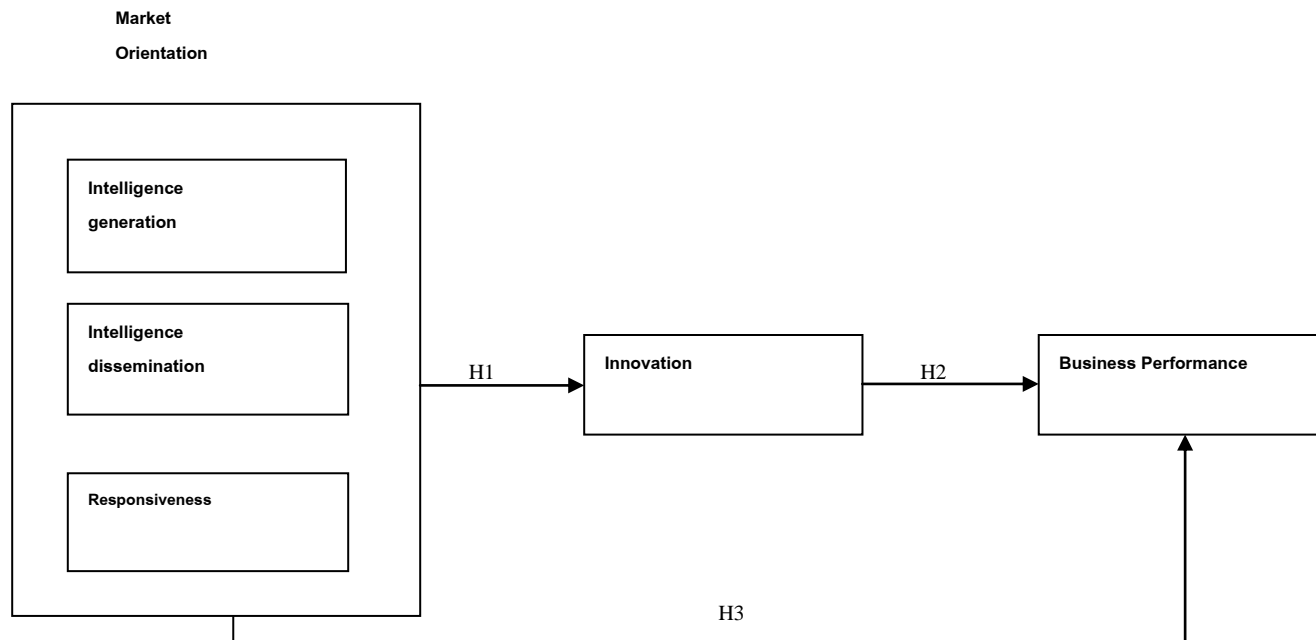 Market
Orientation
Intelligence
generation
Intelligence
dissemination
Responsiveness
H1
Innovation
H2
Business Performance
H3